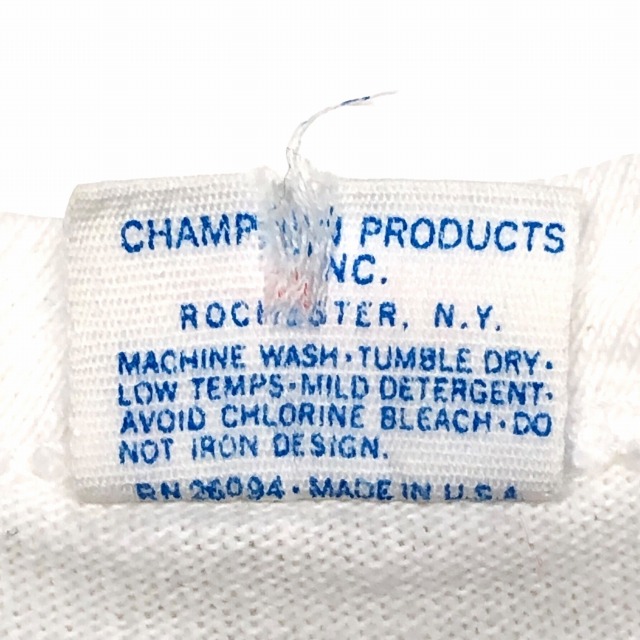 CHAMPION PRODUCTS
INC.
ROCHESTER, N.Y.
MACHINE WASH·TUMBLE DRY·
LOW TEMPS·MILD DETERGENT·
AVOID CHLORINE BLEACH·DO
NOT IRON DESIGN.
RN 26094·MADE IN U.S.A.